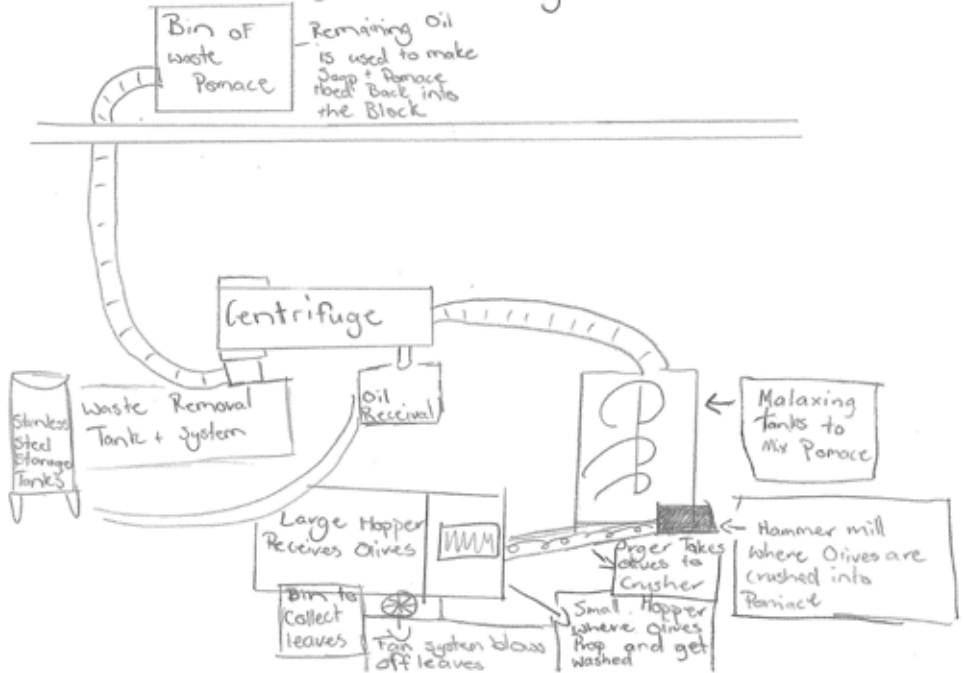 Bin of
waste
Pomace
Remaining Oil
is used to make
Soap + Pomace
Back into
the Block
Centrifuge
Stainless
Steel
Storage
Tanks
Waste Removal
Tank + System
Oil
Receival
Malaxing
Tanks to
Mix Pomace
Large Hopper
Receives Olives
Hammer mill
where Olives are
crushed into
Pomace
Orger Takes
Olives to
Crusher
Bin to
Collect
leaves
Fan system blows
off leaves
Small Hopper
where Olives
Drop and get
washed